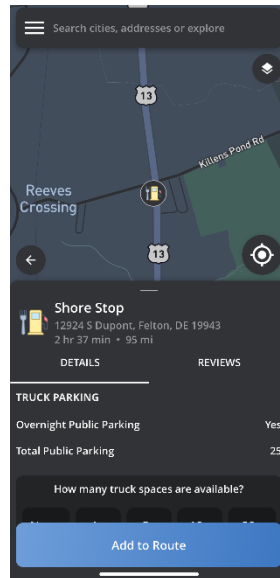 Search cities, addresses or explore
13
Killens Pond Rd
Reeves
Crossing
13
Shore Stop
12924 S Dupont, Felton, DE 19943
2 hr 37 min • 95 mi
DETAILS REVIEWS
TRUCK PARKING
Overnight Public Parking Yes
Total Public Parking 25
How many truck spaces are available?
Add to Route